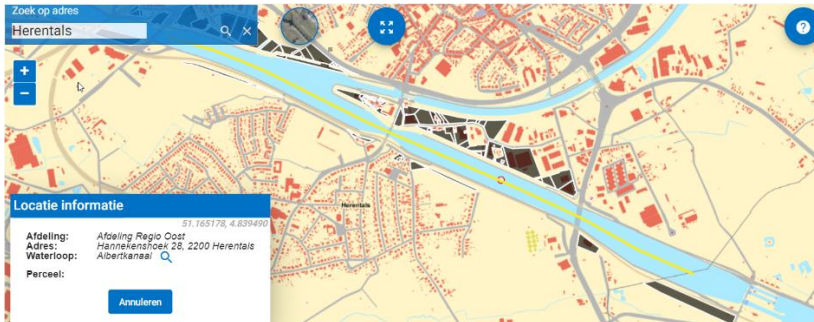 Zoek op adres
Herentals
+
−
?
Herentals
Locatie informatie
51.165178, 4.839490
Afdeling: Afdeling Regio Oost
Adres: Hannekenshoek 28, 2200 Herentals
Waterloop: Albertkanaal
Perceel:
Annuleren